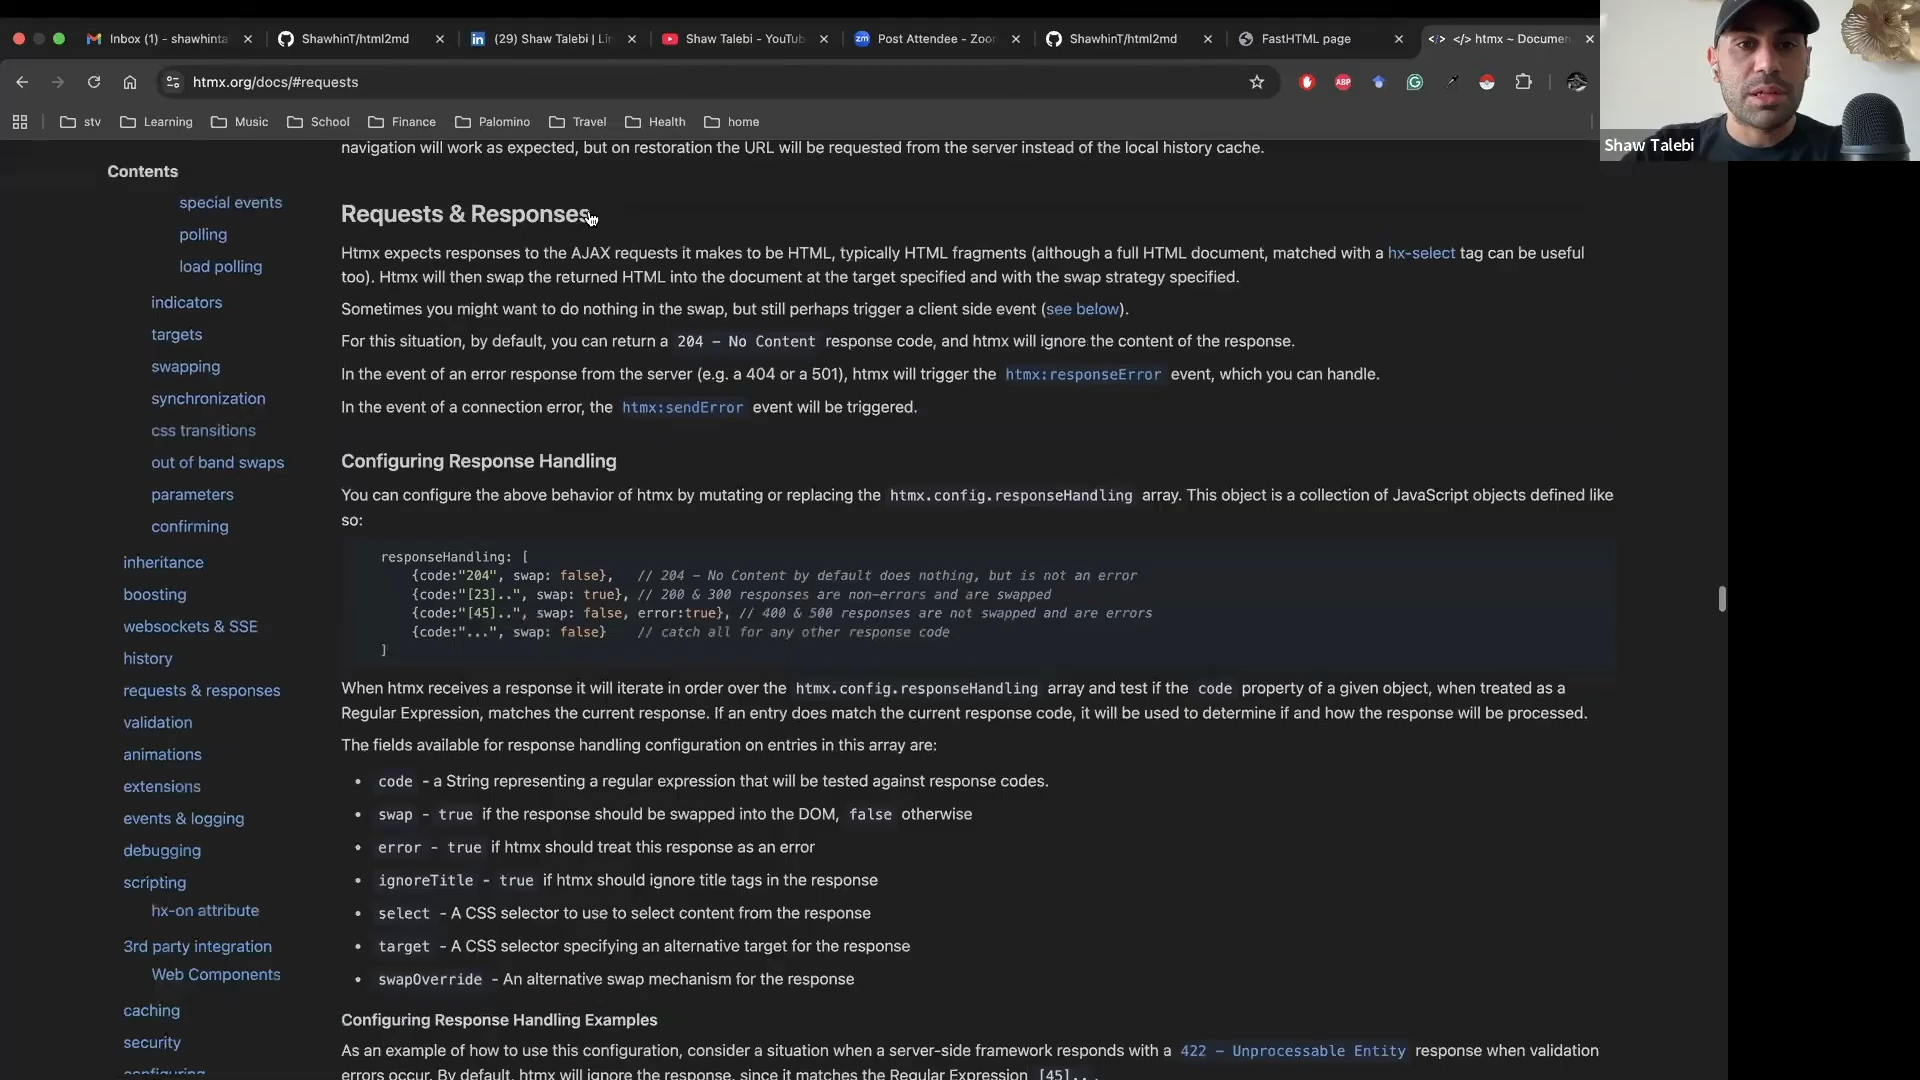 Inbox (1) - shawhinta
ShawhinT/html2md
(29) Shaw Talebi | Lin
Shaw Talebi - YouTub
zm Post Attendee - Zoo
ShawhinT/html2md
FastHTML page
</> htmx ~ Documen
htmx.org/docs/#requests
ABP
stv
Learning
Music
School
Finance
Palomino
Travel
Health
home
Shaw Talebi
Contents
special events
polling
load polling
indicators
targets
swapping
synchronization
css transitions
out of band swaps
parameters
confirming
inheritance
boosting
websockets & SSE
history
requests & responses
validation
animations
extensions
events & logging
debugging
scripting
hx-on attribute
3rd party integration
Web Components
caching
security
configuring
navigation will work as expected, but on restoration the URL will be requested from the server instead of the local history cache.
Requests & Responses
Htmx expects responses to the AJAX requests it makes to be HTML, typically HTML fragments (although a full HTML document, matched with a hx-select tag can be useful
too). Htmx will then swap the returned HTML into the document at the target specified and with the swap strategy specified.
Sometimes you might want to do nothing in the swap, but still perhaps trigger a client side event (see below).
For this situation, by default, you can return a 204 – No Content response code, and htmx will ignore the content of the response.
In the event of an error response from the server (e.g. a 404 or a 501), htmx will trigger the htmx:responseError event, which you can handle.
In the event of a connection error, the htmx:sendError event will be triggered.
Configuring Response Handling
You can configure the above behavior of htmx by mutating or replacing the htmx.config.responseHandling array. This object is a collection of JavaScript objects defined like
so:
responseHandling: [
{code:"204", swap: false}, // 204 – No Content by default does nothing, but is not an error
{code:"[23]..", swap: true}, // 200 & 300 responses are non-errors and are swapped
{code:"[45]..", swap: false, error:true}, // 400 & 500 responses are not swapped and are errors
{code:"...", swap: false} // catch all for any other response code
]
When htmx receives a response it will iterate in order over the htmx.config.responseHandling array and test if the code property of a given object, when treated as a
Regular Expression, matches the current response. If an entry does match the current response code, it will be used to determine if and how the response will be processed.
The fields available for response handling configuration on entries in this array are:
• code - a String representing a regular expression that will be tested against response codes.
• swap - true if the response should be swapped into the DOM, false otherwise
• error - true if htmx should treat this response as an error
• ignoreTitle - true if htmx should ignore title tags in the response
• select - A CSS selector to use to select content from the response
• target - A CSS selector specifying an alternative target for the response
• swapOverride - An alternative swap mechanism for the response
Configuring Response Handling Examples
As an example of how to use this configuration, consider a situation when a server-side framework responds with a 422 – Unprocessable Entity response when validation
errors occur. By default, htmx will ignore the response, since it matches the Regular Expression [45]...